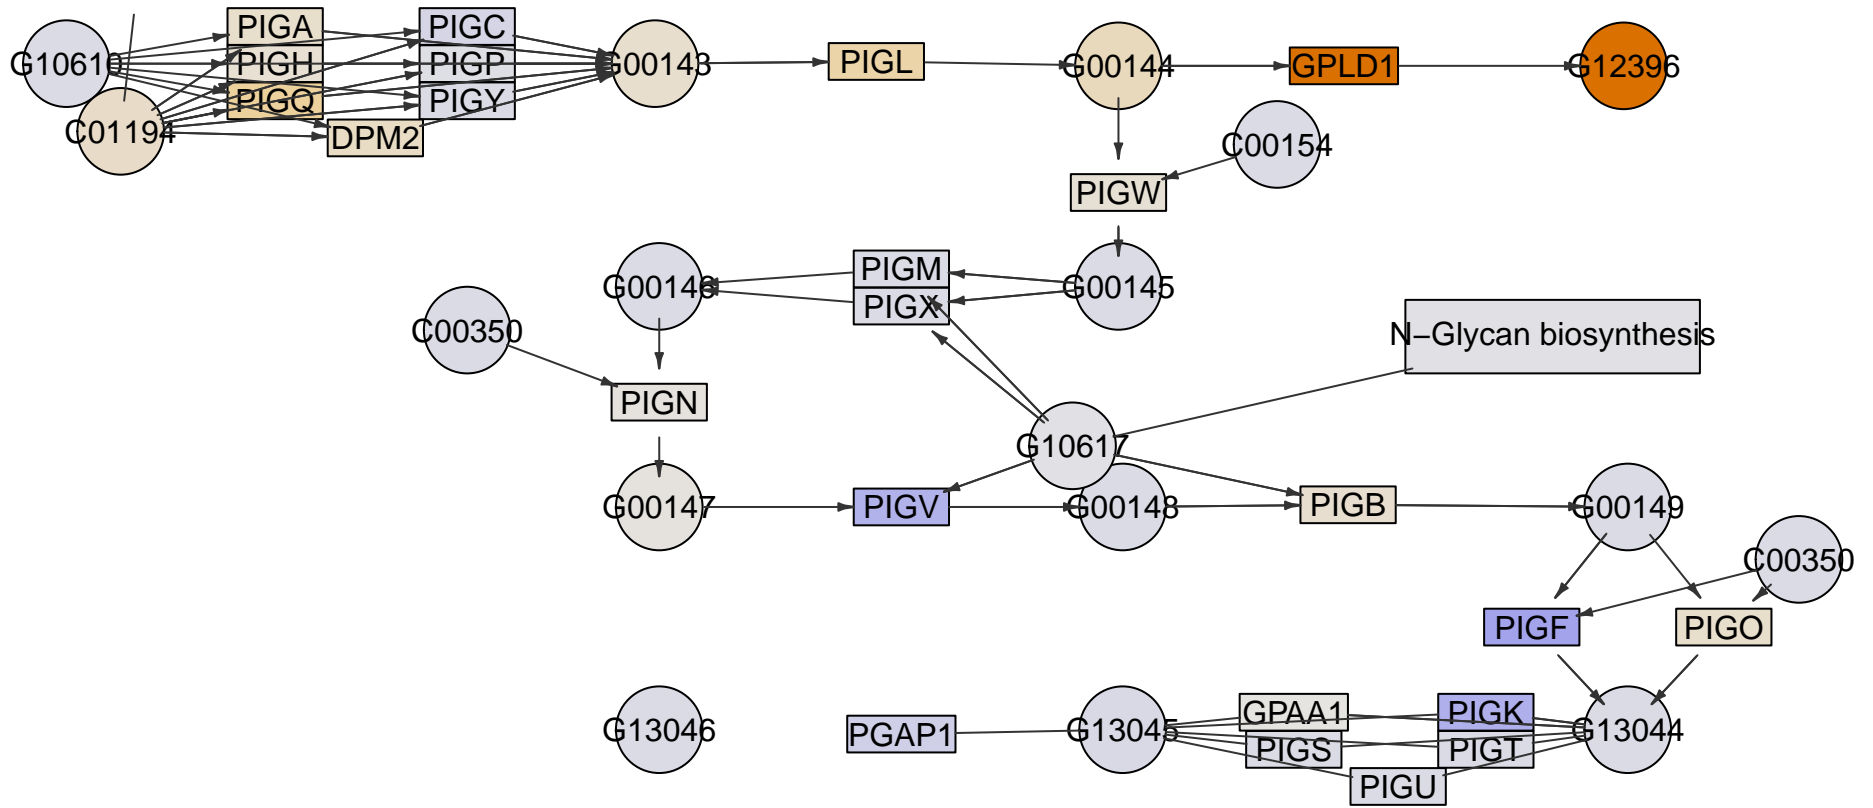 PIGA
PIGC
G10610
PIGH
PIGP
G00143
PIGL
G00144
GPLD1
G12396
PIGQ
PIGY
C01194
DPM2
C00154
PIGW
PIGM
G00146
G00145
PIGX
C00350
N–Glycan biosynthesis
PIGN
G10617
G00147
PIGV
G00148
PIGB
G00149
C00350
PIGF
PIGO
GPAA1
PIGK
G13046
PGAP1
G13045
G13044
PIGS
PIGT
PIGU